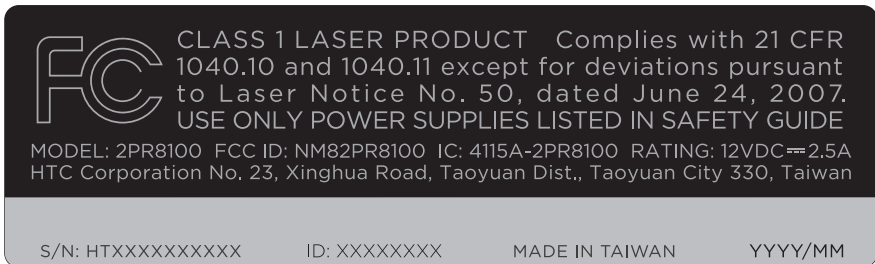 FC
CLASS 1 LASER PRODUCT Complies with 21 CFR
1040.10 and 1040.11 except for deviations pursuant
to Laser Notice No. 50, dated June 24, 2007.
USE ONLY POWER SUPPLIES LISTED IN SAFETY GUIDE
MODEL: 2PR8100 FCC ID: NM82PR8100 IC: 4115A-2PR8100 RATING: 12VDC⎓2.5A
HTC Corporation No. 23, Xinghua Road, Taoyuan Dist., Taoyuan City 330, Taiwan
S/N: HTXXXXXXXXXX ID: XXXXXXXX MADE IN TAIWAN YYYY/MM